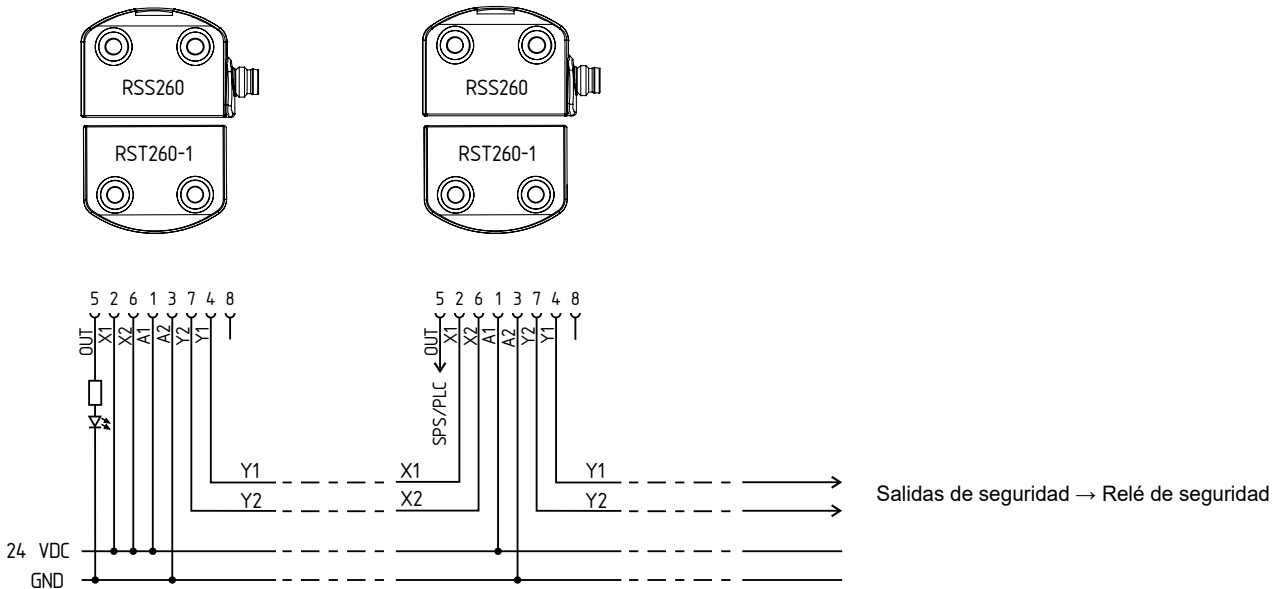 RSS260
RSS260
RST260-1
RST260-1
5 2 6 1 3 7 4 8
5 2 6 1 3 7 4 8
OUT X1 X2 A1 A2 Y2 Y1
OUT X1 X2 A1 A2 Y2 Y1
SPS/PLC
Y1 X1 Y1
Y2 X2 Y2
Salidas de seguridad → Relé de seguridad
24 VDC
GND